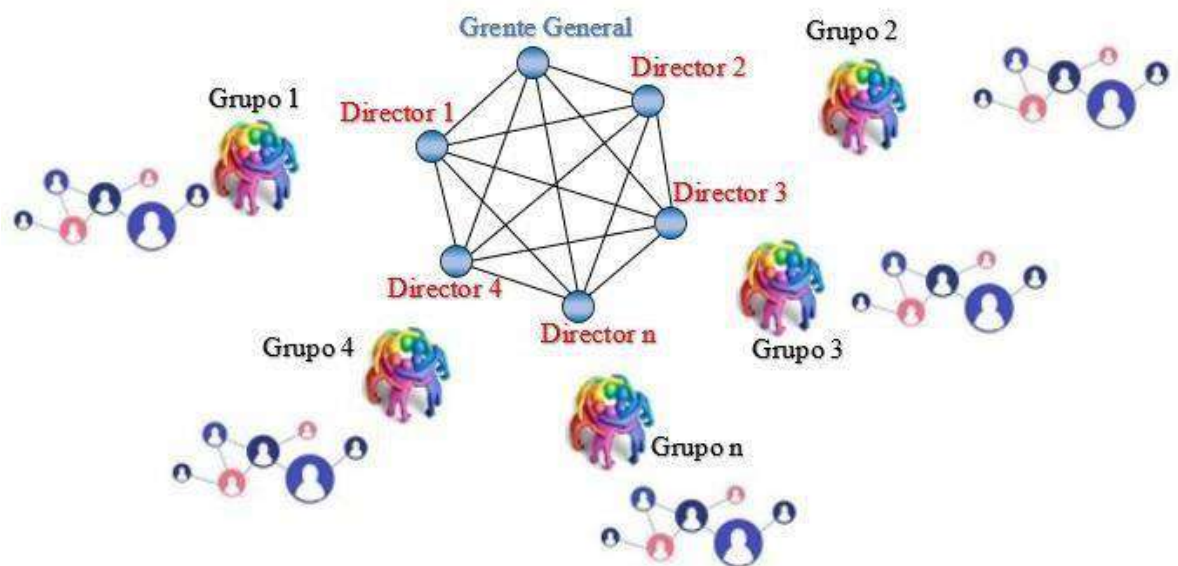 Grente General
Grupo 2
Director 2
Grupo 1
Director 1
Director 3
Director 4
Director n
Grupo 4
Grupo 3
Grupo n